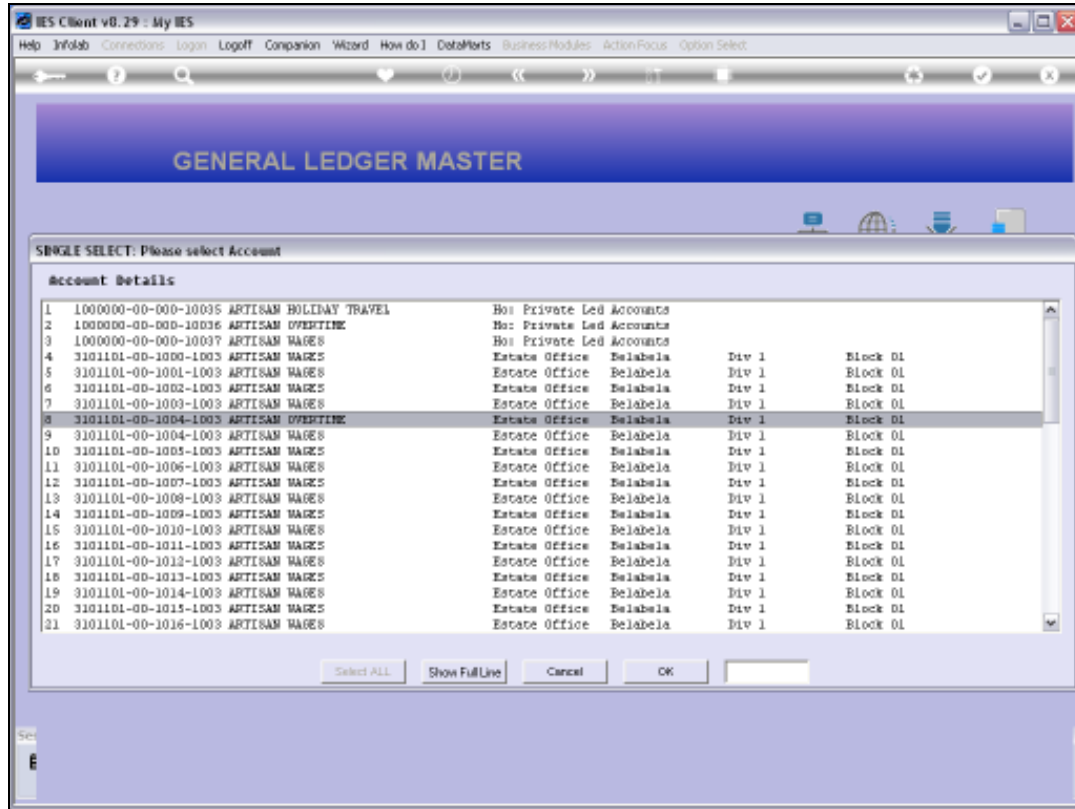 IES Client v8.29 : My IES
Help Infolab Connections Logon Logoff Companion Wizard How do I DataMarts Business Modules Action Focus Option Select
GENERAL LEDGER MASTER
SINGLE SELECT: Please select Account
Account Details
1 1000000-00-000-10035 ARTISAN HOLIDAY TRAVEL Ho: Private Led Accounts
2 1000000-00-000-10036 ARTISAN OVERTIME Ho: Private Led Accounts
3 1000000-00-000-10037 ARTISAN WAGES Ho: Private Led Accounts
4 3101101-00-1000-1003 ARTISAN WAGES Estate Office Belabela Div 1 Block 01
5 3101101-00-1001-1003 ARTISAN WAGES Estate Office Belabela Div 1 Block 01
6 3101101-00-1002-1003 ARTISAN WAGES Estate Office Belabela Div 1 Block 01
7 3101101-00-1003-1003 ARTISAN WAGES Estate Office Belabela Div 1 Block 01
8 3101101-00-1004-1003 ARTISAN OVERTIME Estate Office Belabela Div 1 Block 01
9 3101101-00-1004-1003 ARTISAN WAGES Estate Office Belabela Div 1 Block 01
10 3101101-00-1005-1003 ARTISAN WAGES Estate Office Belabela Div 1 Block 01
11 3101101-00-1006-1003 ARTISAN WAGES Estate Office Belabela Div 1 Block 01
12 3101101-00-1007-1003 ARTISAN WAGES Estate Office Belabela Div 1 Block 01
13 3101101-00-1008-1003 ARTISAN WAGES Estate Office Belabela Div 1 Block 01
14 3101101-00-1009-1003 ARTISAN WAGES Estate Office Belabela Div 1 Block 01
15 3101101-00-1010-1003 ARTISAN WAGES Estate Office Belabela Div 1 Block 01
16 3101101-00-1011-1003 ARTISAN WAGES Estate Office Belabela Div 1 Block 01
17 3101101-00-1012-1003 ARTISAN WAGES Estate Office Belabela Div 1 Block 01
18 3101101-00-1013-1003 ARTISAN WAGES Estate Office Belabela Div 1 Block 01
19 3101101-00-1014-1003 ARTISAN WAGES Estate Office Belabela Div 1 Block 01
20 3101101-00-1015-1003 ARTISAN WAGES Estate Office Belabela Div 1 Block 01
21 3101101-00-1016-1003 ARTISAN WAGES Estate Office Belabela Div 1 Block 01
Select ALL Show Full Line Cancel OK